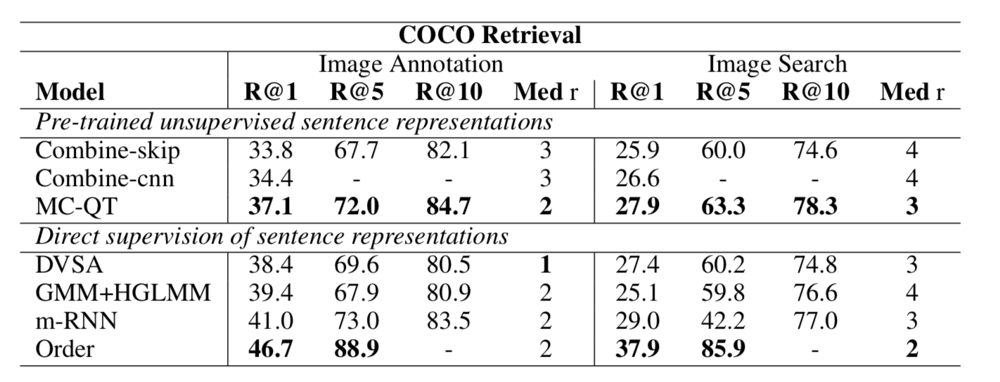 COCO Retrieval
Image Annotation Image Search
Model R@1 R@5 R@10 Med r R@1 R@5 R@10 Med r
Pre-trained unsupervised sentence representations
Combine-skip 33.8 67.7 82.1 3 25.9 60.0 74.6 4
Combine-cnn 34.4 - - 3 26.6 - - 4
MC-QT 37.1 72.0 84.7 2 27.9 63.3 78.3 3
Direct supervision of sentence representations
DVSA 38.4 69.6 80.5 1 27.4 60.2 74.8 3
GMM+HGLMM 39.4 67.9 80.9 2 25.1 59.8 76.6 4
m-RNN 41.0 73.0 83.5 2 29.0 42.2 77.0 3
Order 46.7 88.9 - 2 37.9 85.9 - 2